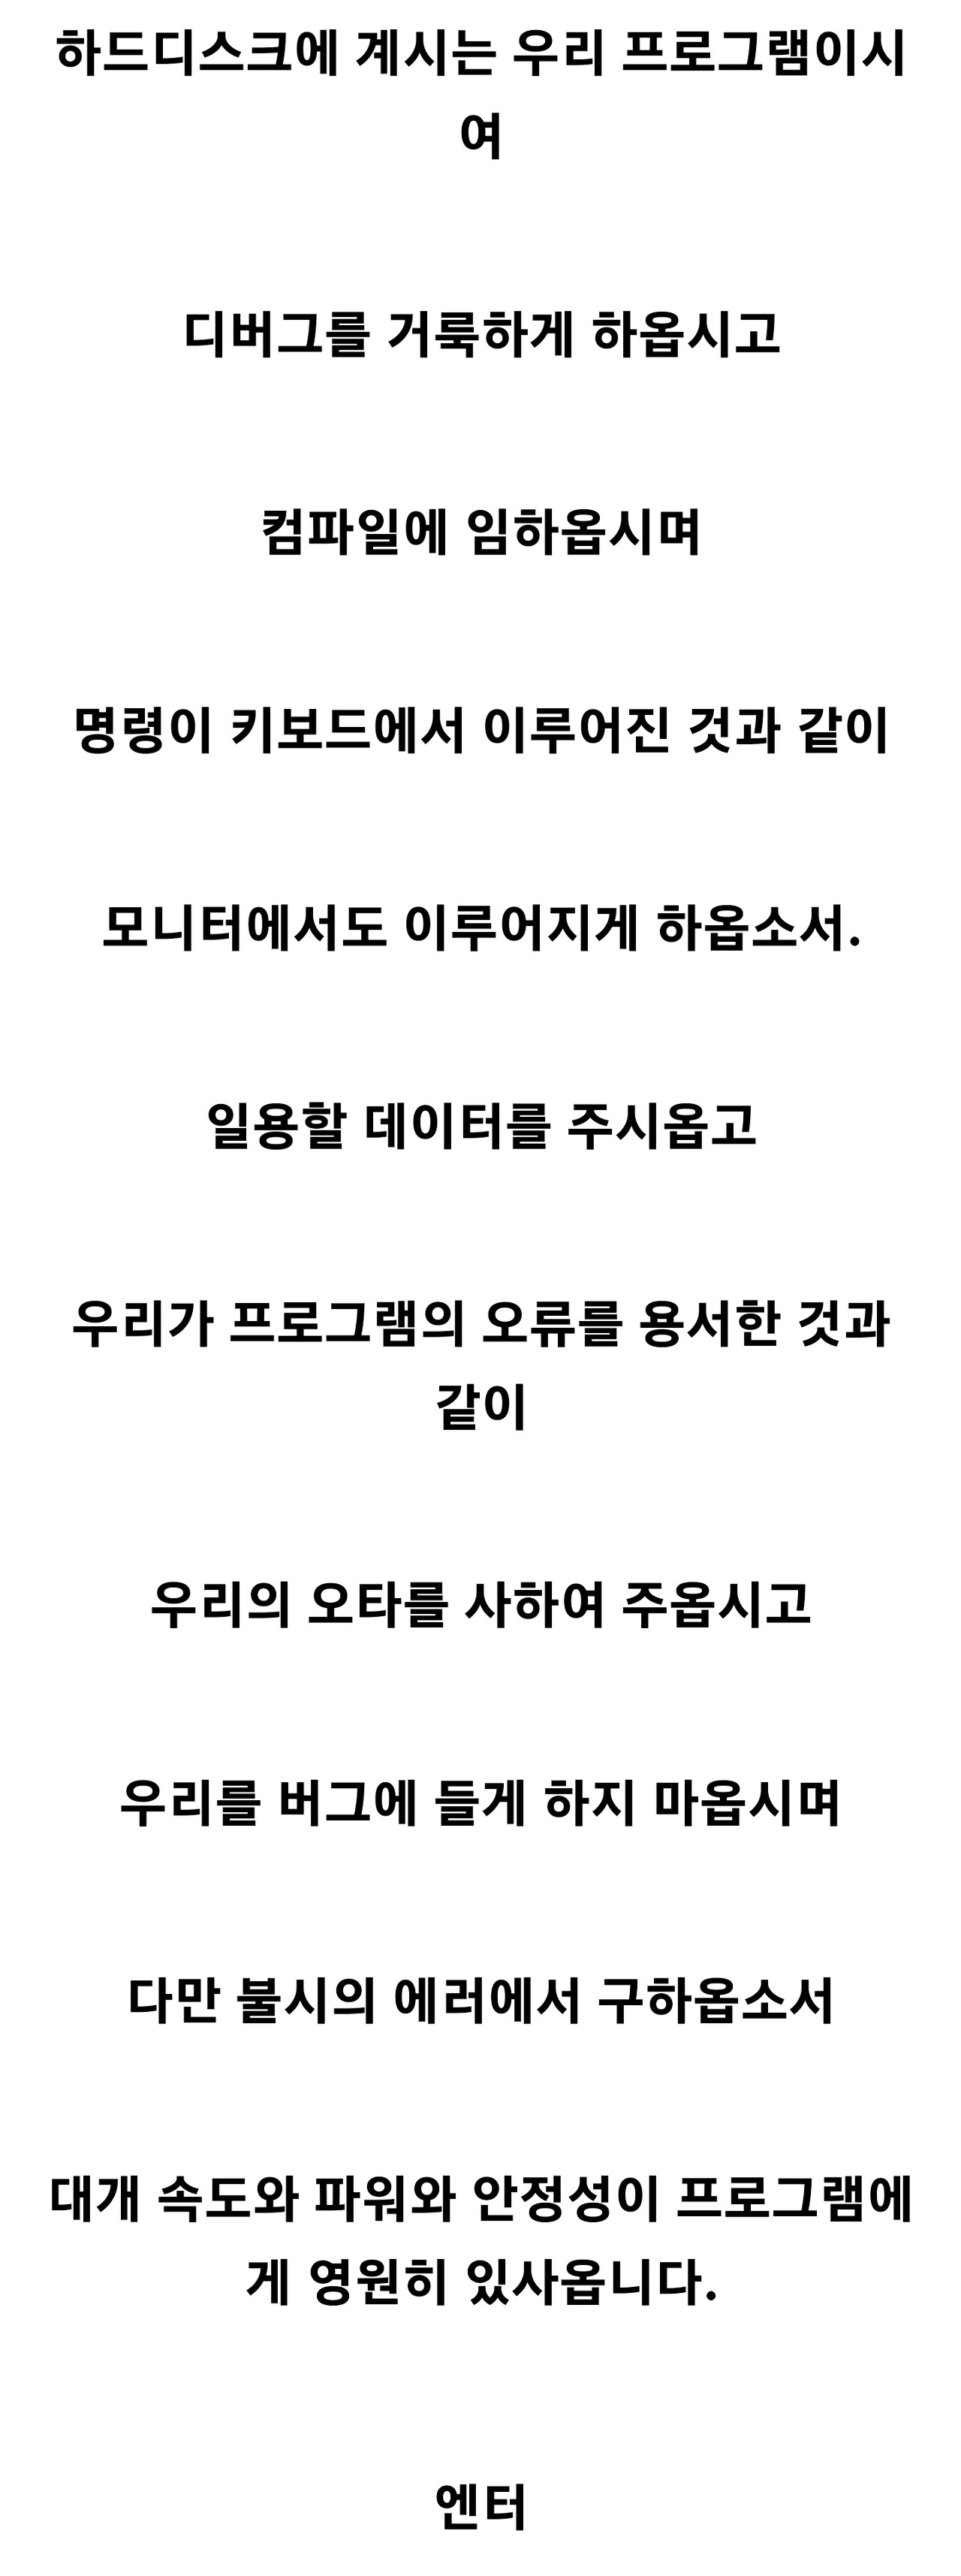 하드디스크에 계시는 우리 프로그램이시
여
디버그를 거룩하게 하옵시고
컴파일에 임하옵시며
명령이 키보드에서 이루어진 것과 같이
모니터에서도 이루어지게 하옵소서.
일용할 데이터를 주시옵고
우리가 프로그램의 오류를 용서한 것과
같이
우리의 오타를 사하여 주옵시고
우리를 버그에 들게 하지 마옵시며
다만 불시의 에러에서 구하옵소서
대개 속도와 파워와 안정성이 프로그램에
게 영원히 있사옵니다.
엔터